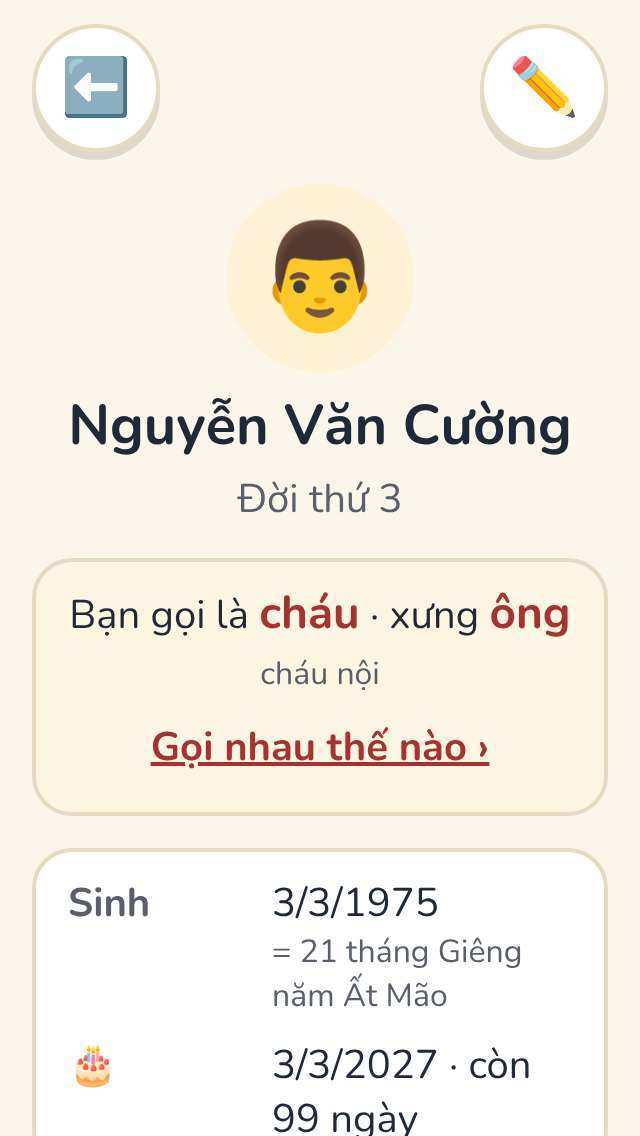 Nguyễn Văn Cường
Đời thứ 3
Bạn gọi là cháu · xưng ông
cháu nội
Gọi nhau thế nào ›
Sinh
3/3/1975
= 21 tháng Giêng
năm Ất Mão
3/3/2027 · còn
99 ngày